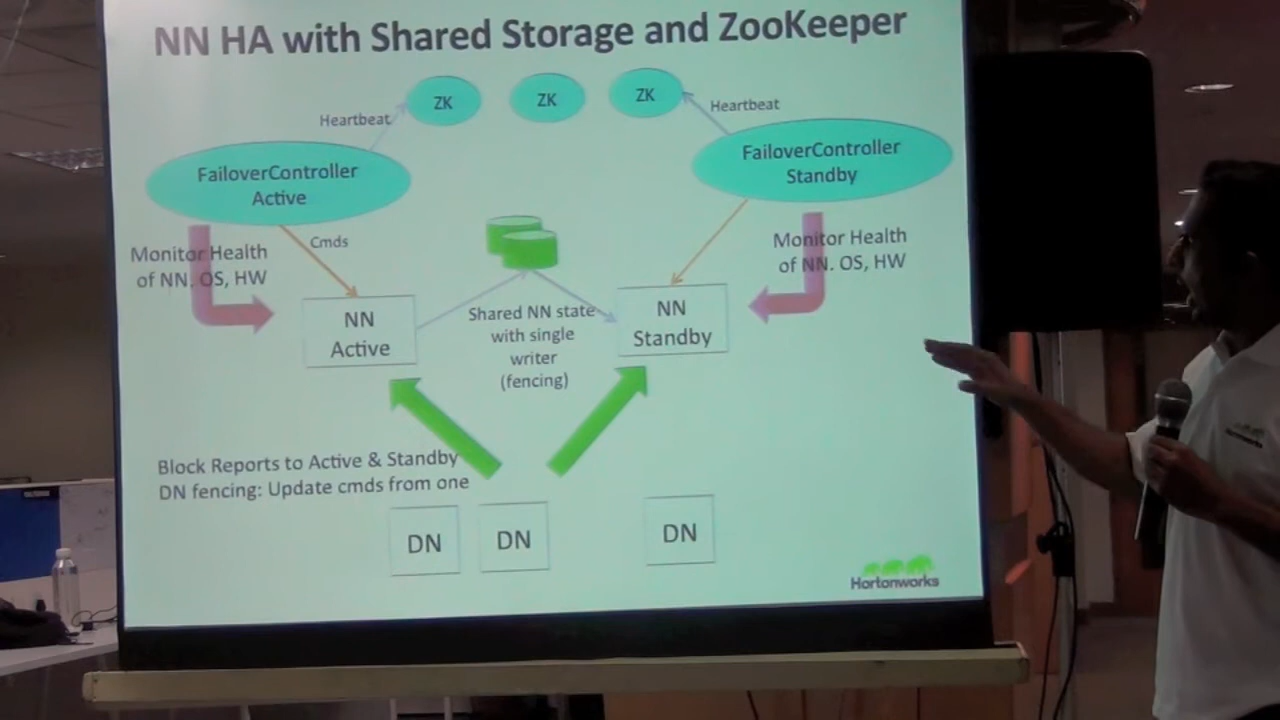 NN HA with Shared Storage and ZooKeeper
ZK
ZK
ZK
Heartbeat
Heartbeat
FailoverController
Active
FailoverController
Standby
Cmds
Monitor Health
of NN. OS, HW
Monitor Health
of NN. OS, HW
NN
Active
Shared NN state
with single
writer
(fencing)
NN
Standby
Block Reports to Active & Standby
DN fencing: Update cmds from one
DN
DN
DN
Hortonworks
Hortonworks